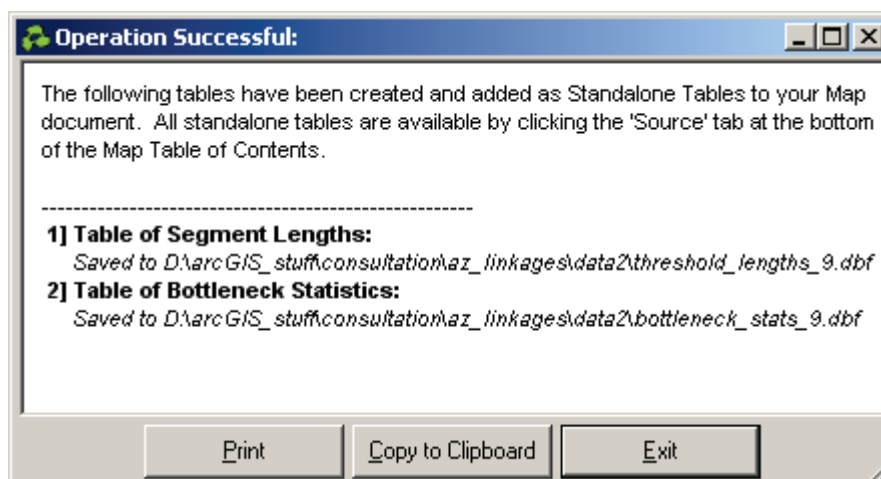 Operation Successful:
The following tables have been created and added as Standalone Tables to your Map
document. All standalone tables are available by clicking the 'Source' tab at the bottom
of the Map Table of Contents.
------------------------------------------------------
1] Table of Segment Lengths:
Saved to D:\arcGIS_stuff\consultation\az_linkages\data2\threshold_lengths_9.dbf
2] Table of Bottleneck Statistics:
Saved to D:\arcGIS_stuff\consultation\az_linkages\data2\bottleneck_stats_9.dbf
Print
Copy to Clipboard
Exit